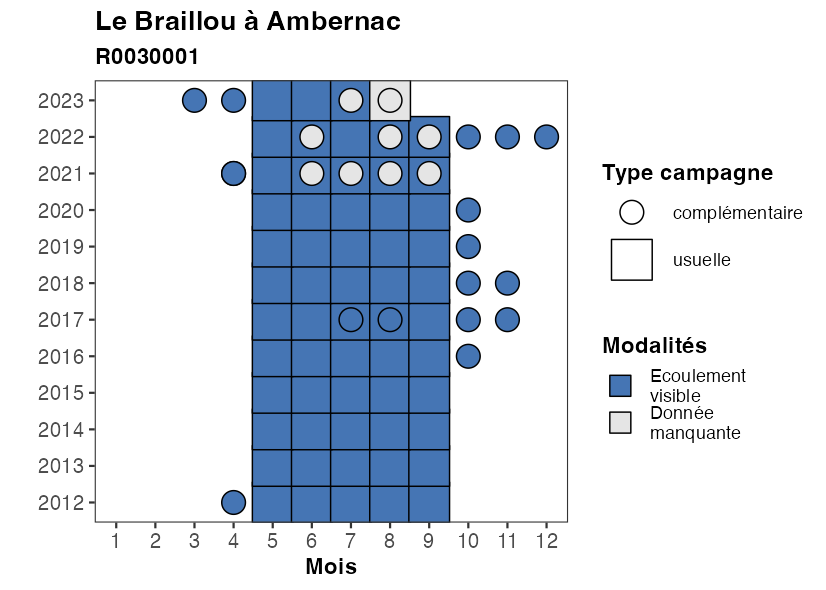 Le Braillou à Ambernac
R0030001
2023
2022
2021
2020
2019
2018
2017
2016
2015
2014
2013
2012
1 2 3 4 5 6 7 8 9 10 11 12
Mois
Type campagne
complémentaire
usuelle
Modalités
Ecoulement
visible
Donnée
manquante